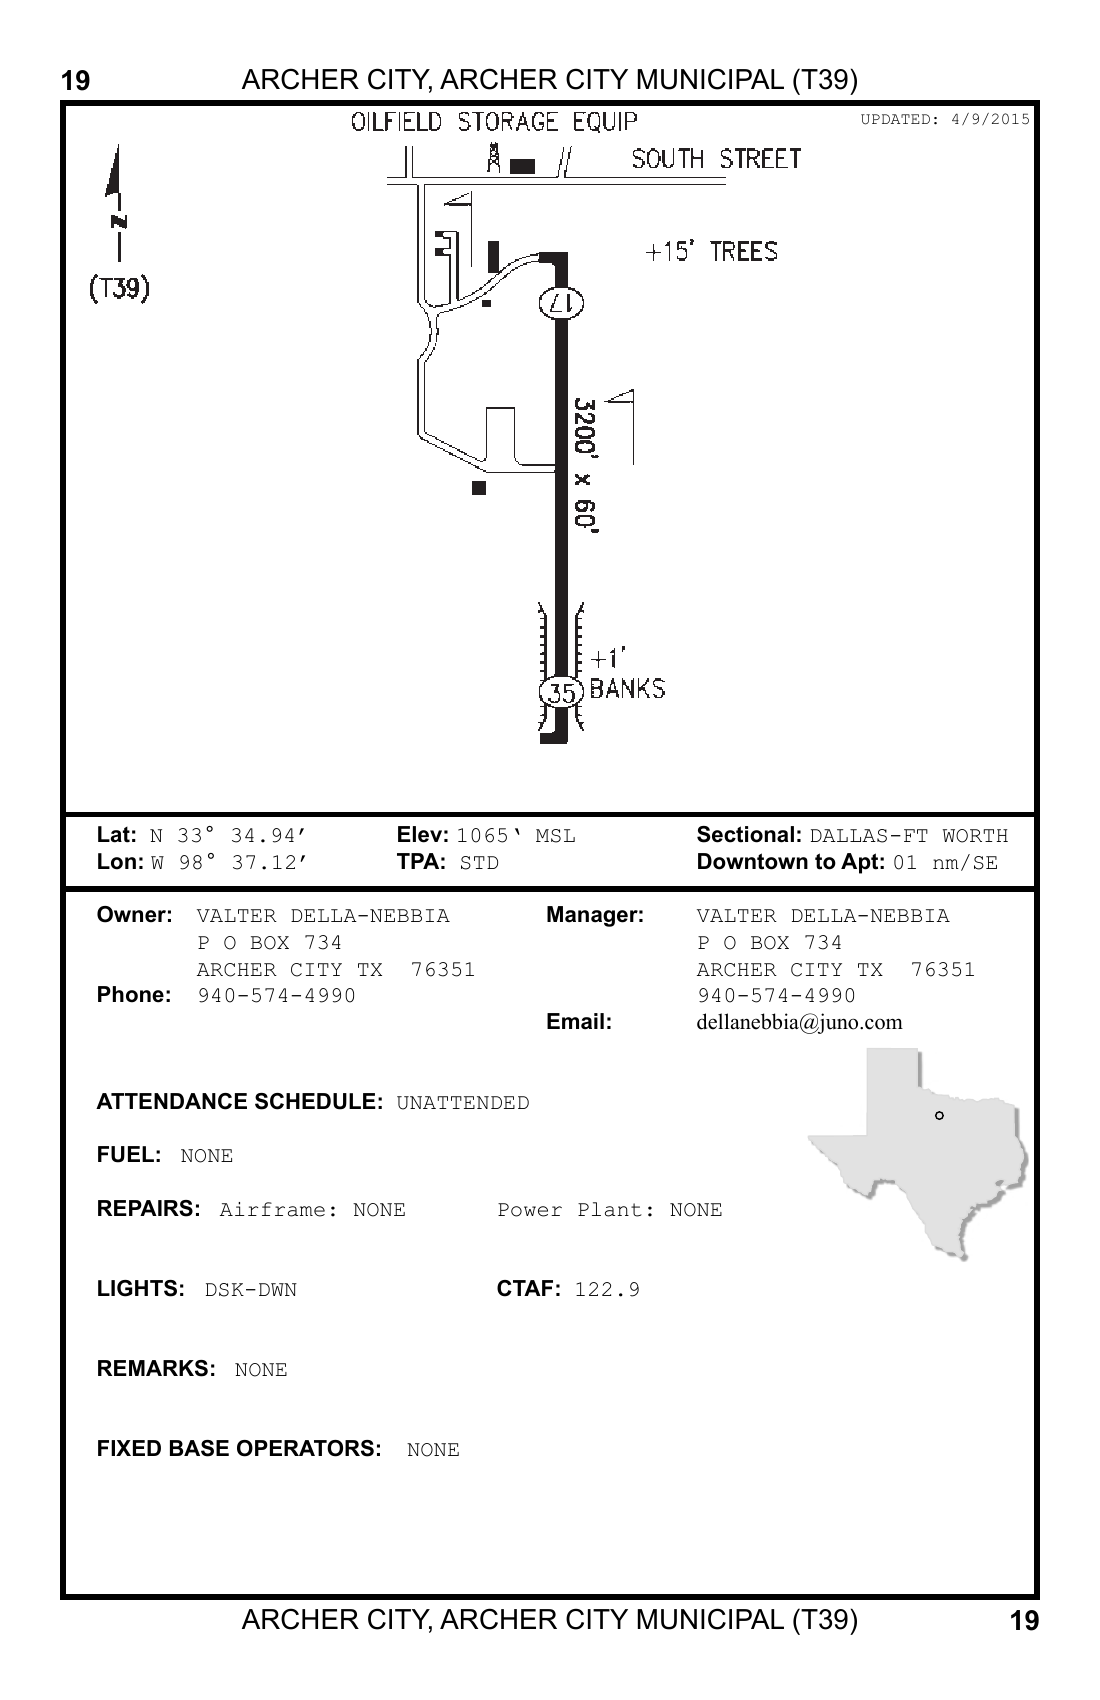 19
ARCHER CITY, ARCHER CITY MUNICIPAL (T39)
UPDATED: 4/9/2015
OILFIELD STORAGE EQUIP
SOUTH STREET
N
(T39)
+15' TREES
17
3200' x 60'
+1'
BANKS
35
Lat: N 33° 34.94’ Elev: 1065‘ MSL Sectional: DALLAS-FT WORTH
Lon: W 98° 37.12’ TPA: STD Downtown to Apt: 01 nm/SE
Owner: VALTER DELLA-NEBBIA Manager: VALTER DELLA-NEBBIA
P O BOX 734 P O BOX 734
ARCHER CITY TX 76351 ARCHER CITY TX 76351
Phone: 940-574-4990 940-574-4990
Email: dellanebbia@juno.com
ATTENDANCE SCHEDULE: UNATTENDED
FUEL: NONE
REPAIRS: Airframe: NONE Power Plant: NONE
LIGHTS: DSK-DWN CTAF: 122.9
REMARKS: NONE
FIXED BASE OPERATORS: NONE
ARCHER CITY, ARCHER CITY MUNICIPAL (T39)
19